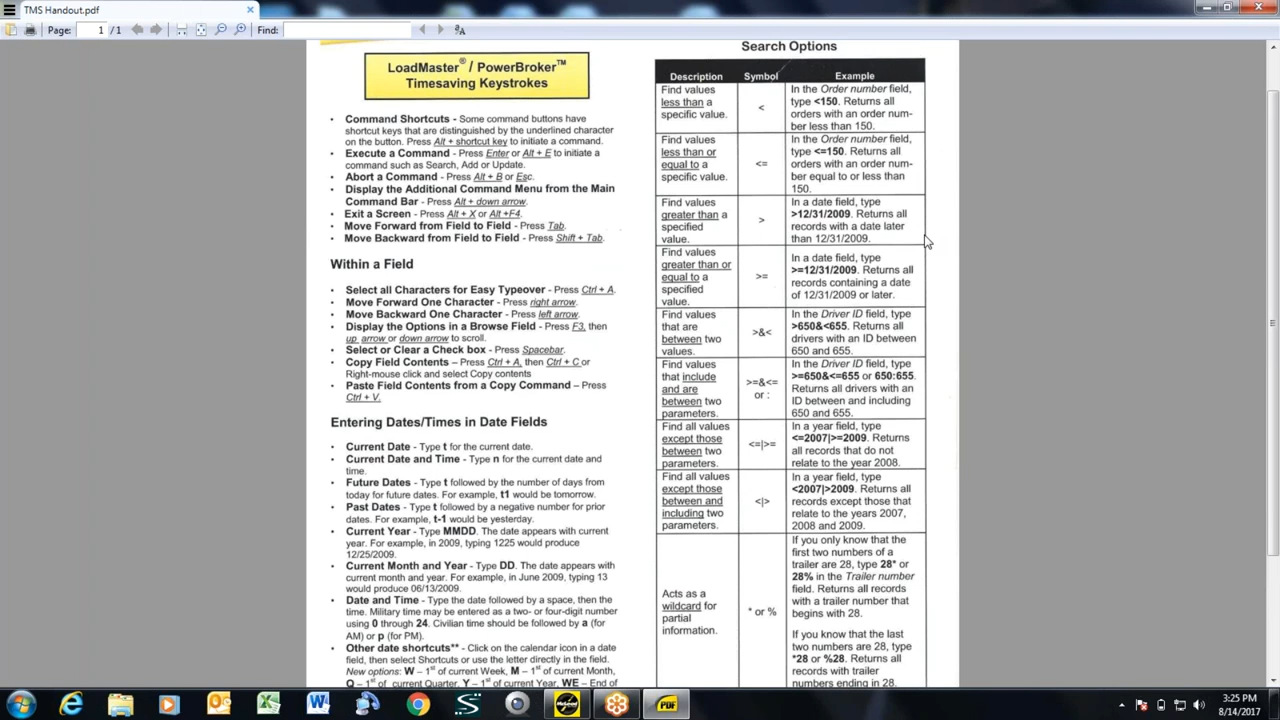 TMS Handout.pdf
Page: 1 / 1 Find:
LoadMaster® / PowerBroker™
Timesaving Keystrokes
• Command Shortcuts - Some command buttons have
shortcut keys that are distinguished by the underlined character
on the button. Press Alt + shortcut key to initiate a command.
• Execute a Command - Press Enter or Alt + E to initiate a
command such as Search, Add or Update.
• Abort a Command - Press Alt + B or Esc.
• Display the Additional Command Menu from the Main
Command Bar - Press Alt + down arrow.
• Exit a Screen - Press Alt + X or Alt +F4.
• Move Forward from Field to Field - Press Tab.
• Move Backward from Field to Field - Press Shift + Tab.
Within a Field
• Select all Characters for Easy Typeover - Press Ctrl + A.
• Move Forward One Character - Press right arrow.
• Move Backward One Character - Press left arrow.
• Display the Options in a Browse Field - Press F3, then
up arrow or down arrow to scroll.
• Select or Clear a Check box - Press Spacebar.
• Copy Field Contents – Press Ctrl + A, then Ctrl + C or
Right-mouse click and select Copy contents
• Paste Field Contents from a Copy Command – Press
Ctrl + V.
Entering Dates/Times in Date Fields
• Current Date - Type t for the current date.
• Current Date and Time - Type n for the current date and
time.
• Future Dates - Type t followed by the number of days from
today for future dates. For example, t1 would be tomorrow.
• Past Dates - Type t followed by a negative number for prior
dates. For example, t-1 would be yesterday.
• Current Year - Type MMDD. The date appears with current
year. For example, in 2009, typing 1225 would produce
12/25/2009.
• Current Month and Year - Type DD. The date appears with
current month and year. For example, in June 2009, typing 13
would produce 06/13/2009.
• Date and Time - Type the date followed by a space, then the
time. Military time may be entered as a two- or four-digit number
using 0 through 24. Civilian time should be followed by a (for
AM) or p (for PM).
• Other date shortcuts** - Click on the calendar icon in a date
field, then select Shortcuts or use the letter directly in the field.
New options: W – 1st of current Week, M – 1st of current Month,
Q – 1st of current Quarter, Y – 1st of current Year, WE – End of
Search Options
Description Symbol Example
Find values
less than a
specific value.
<
In the Order number field,
type <150. Returns all
orders with an order num-
ber less than 150.
Find values
less than or
equal to a
specific value.
<=
In the Order number field,
type <=150. Returns all
orders with an order num-
ber equal to or less than
150.
Find values
greater than a
specified
value.
>
In a date field, type
>12/31/2009. Returns all
records with a date later
than 12/31/2009.
Find values
greater than or
equal to a
specified
value.
>=
In a date field, type
>=12/31/2009. Returns all
records containing a date
of 12/31/2009 or later.
Find values
that are
between two
values.
>&<
In the Driver ID field, type
>650&<655. Returns all
drivers with an ID between
650 and 655.
Find values
that include
and are
between two
parameters.
>=&<=
or :
In the Driver ID field, type
>=650&<=655 or 650:655.
Returns all drivers with an
ID between and including
650 and 655.
Find all values
except those
between two
parameters.
<=|>=
In a year field, type
<=2007|>=2009. Returns
all records that do not
relate to the year 2008.
Find all values
except those
between and
including two
parameters.
<|>
In a year field, type
<2007|>2009. Returns all
records except those that
relate to the years 2007,
2008 and 2009.
Acts as a
wildcard for
partial
information.
* or %
If you only know that the
first two numbers of a
trailer are 28, type 28* or
28% in the Trailer number
field. Returns all records
with a trailer number that
begins with 28.
If you know that the last
two numbers are 28, type
*28 or %28. Returns all
records with trailer
numbers ending in 28.
PDF
3:25 PM
8/14/2017